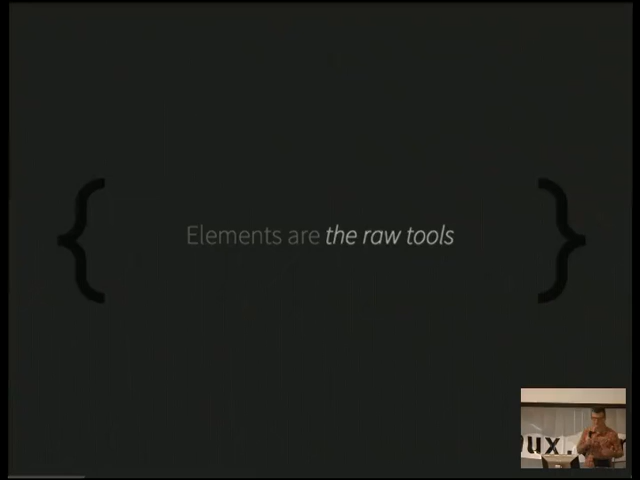 { Elements are the raw tools }
ux.